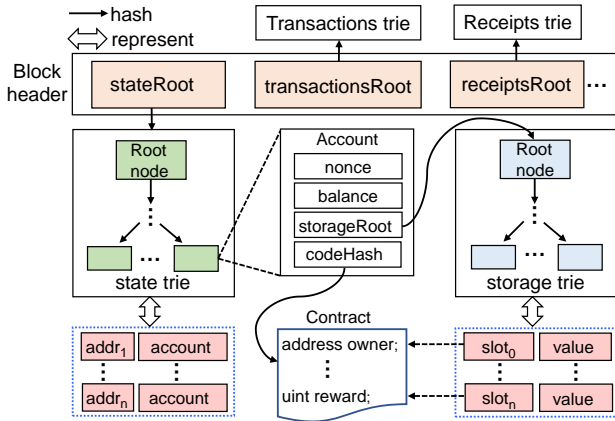 hash
represent
Transactions trie
Receipts trie
Block
header
stateRoot
transactionsRoot
receiptsRoot
...
Root
node
...
...
state trie
Account
nonce
balance
storageRoot
codeHash
Root
node
...
...
storage trie
addr₁ account
... ...
addrₙ account
Contract
address owner;
...
uint reward;
slot₀ value
... ...
slotₙ value